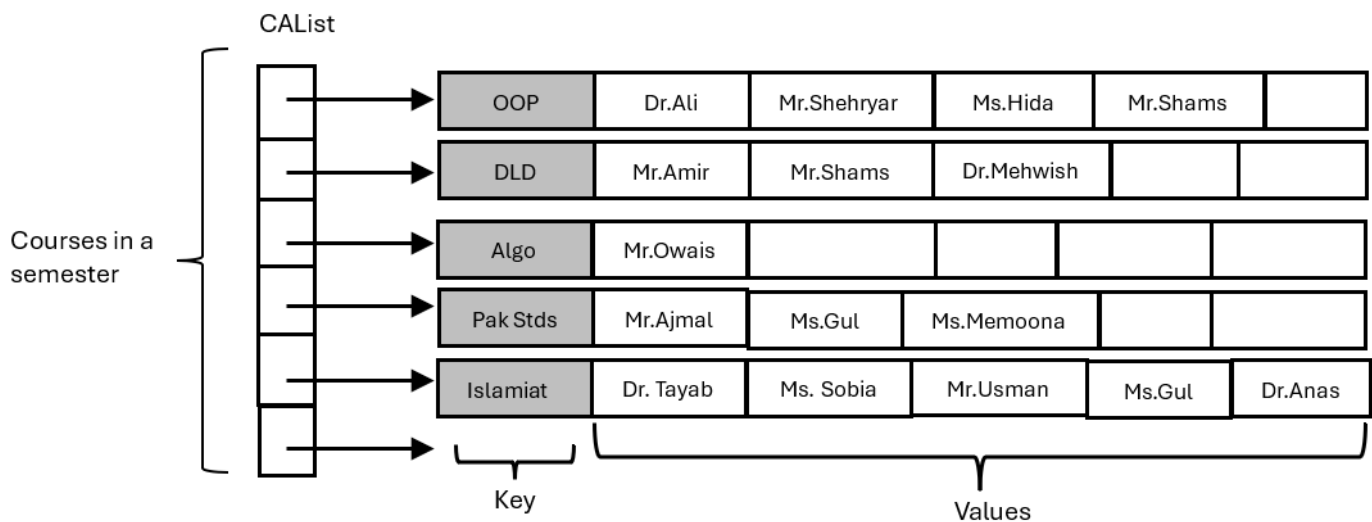 CAList
OOP Dr.Ali Mr.Shehryar Ms.Hida Mr.Shams
DLD Mr.Amir Mr.Shams Dr.Mehwish
Courses in a
semester
Algo Mr.Owais
Pak Stds Mr.Ajmal Ms.Gul Ms.Memoona
Islamiat Dr. Tayab Ms. Sobia Mr.Usman Ms.Gul Dr.Anas
Key
Values